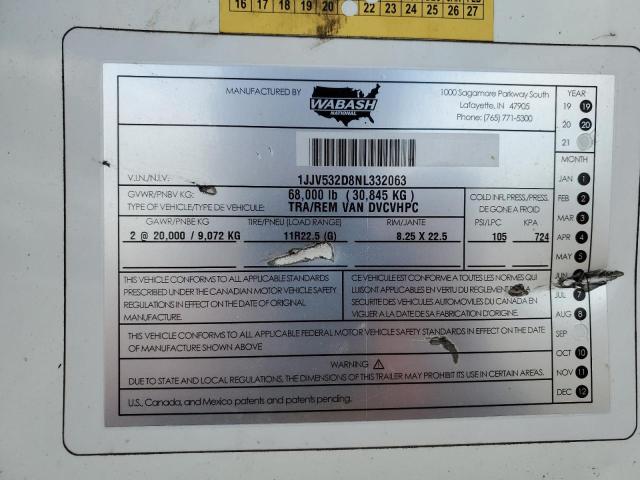 16 17 18 19 20 22 23 24 25 26 27
MANUFACTURED BY
WABASH
NATIONAL
1000 Sagamore Parkway South
Lafayette, IN 47905
Phone: (765) 771-5300
V.I.N./N.I.V.:
1JJV532D8NL332063
GVWR/PNBV KG:
68,000 lb ( 30,845 KG )
TYPE OF VEHICLE/TYPE DE VEHICULE:
TRA/REM VAN DVCVHPC
COLD INFL. PRESS./PRESS.
DE GONF. A FROID
GAWR/PNBE KG
TIRE/PNEU (LOAD RANGE)
RIM/JANTE
PSI/LPC KPA
2 @ 20,000 / 9,072 KG
11R22.5 (G)
8.25 X 22.5
105 724
THIS VEHICLE CONFORMS TO ALL APPLICABLE STANDARDS
PRESCRIBED UNDER THE CANADIAN MOTOR VEHICLE SAFETY
REGULATIONS IN EFFECT ON THE DATE OF ORIGINAL
MANUFACTURE.
CE VEHICULE EST CONFORME A TOUTES LES NORMES QUI
LUI SONT APPLICABLES EN VERTU DU REGLEMENT
SECURITE DES VEHICULES AUTOMOBILES DU CANADA EN
VIGUER A LA DATE DE SA FABRICATION D'ORIGINE.
THIS VEHICLE CONFORMS TO ALL APPLICABLE FEDERAL MOTOR VEHICLE SAFETY STANDARDS IN EFFECT ON THE DATE
OF MANUFACTURE SHOWN ABOVE
WARNING
DUE TO STATE AND LOCAL REGULATIONS, THE DIMENSIONS OF THIS TRAILER MAY PROHIBIT ITS USE IN CERTAIN AREAS.
U.S., Canada, and Mexico patents and patents pending.
YEAR
19 19
20 20
21
MONTH
JAN 1
FEB 2
MAR 3
APR 4
MAY 5
JUN
JUL 7
AUG 8
SEP
OCT 10
NOV 11
DEC 12